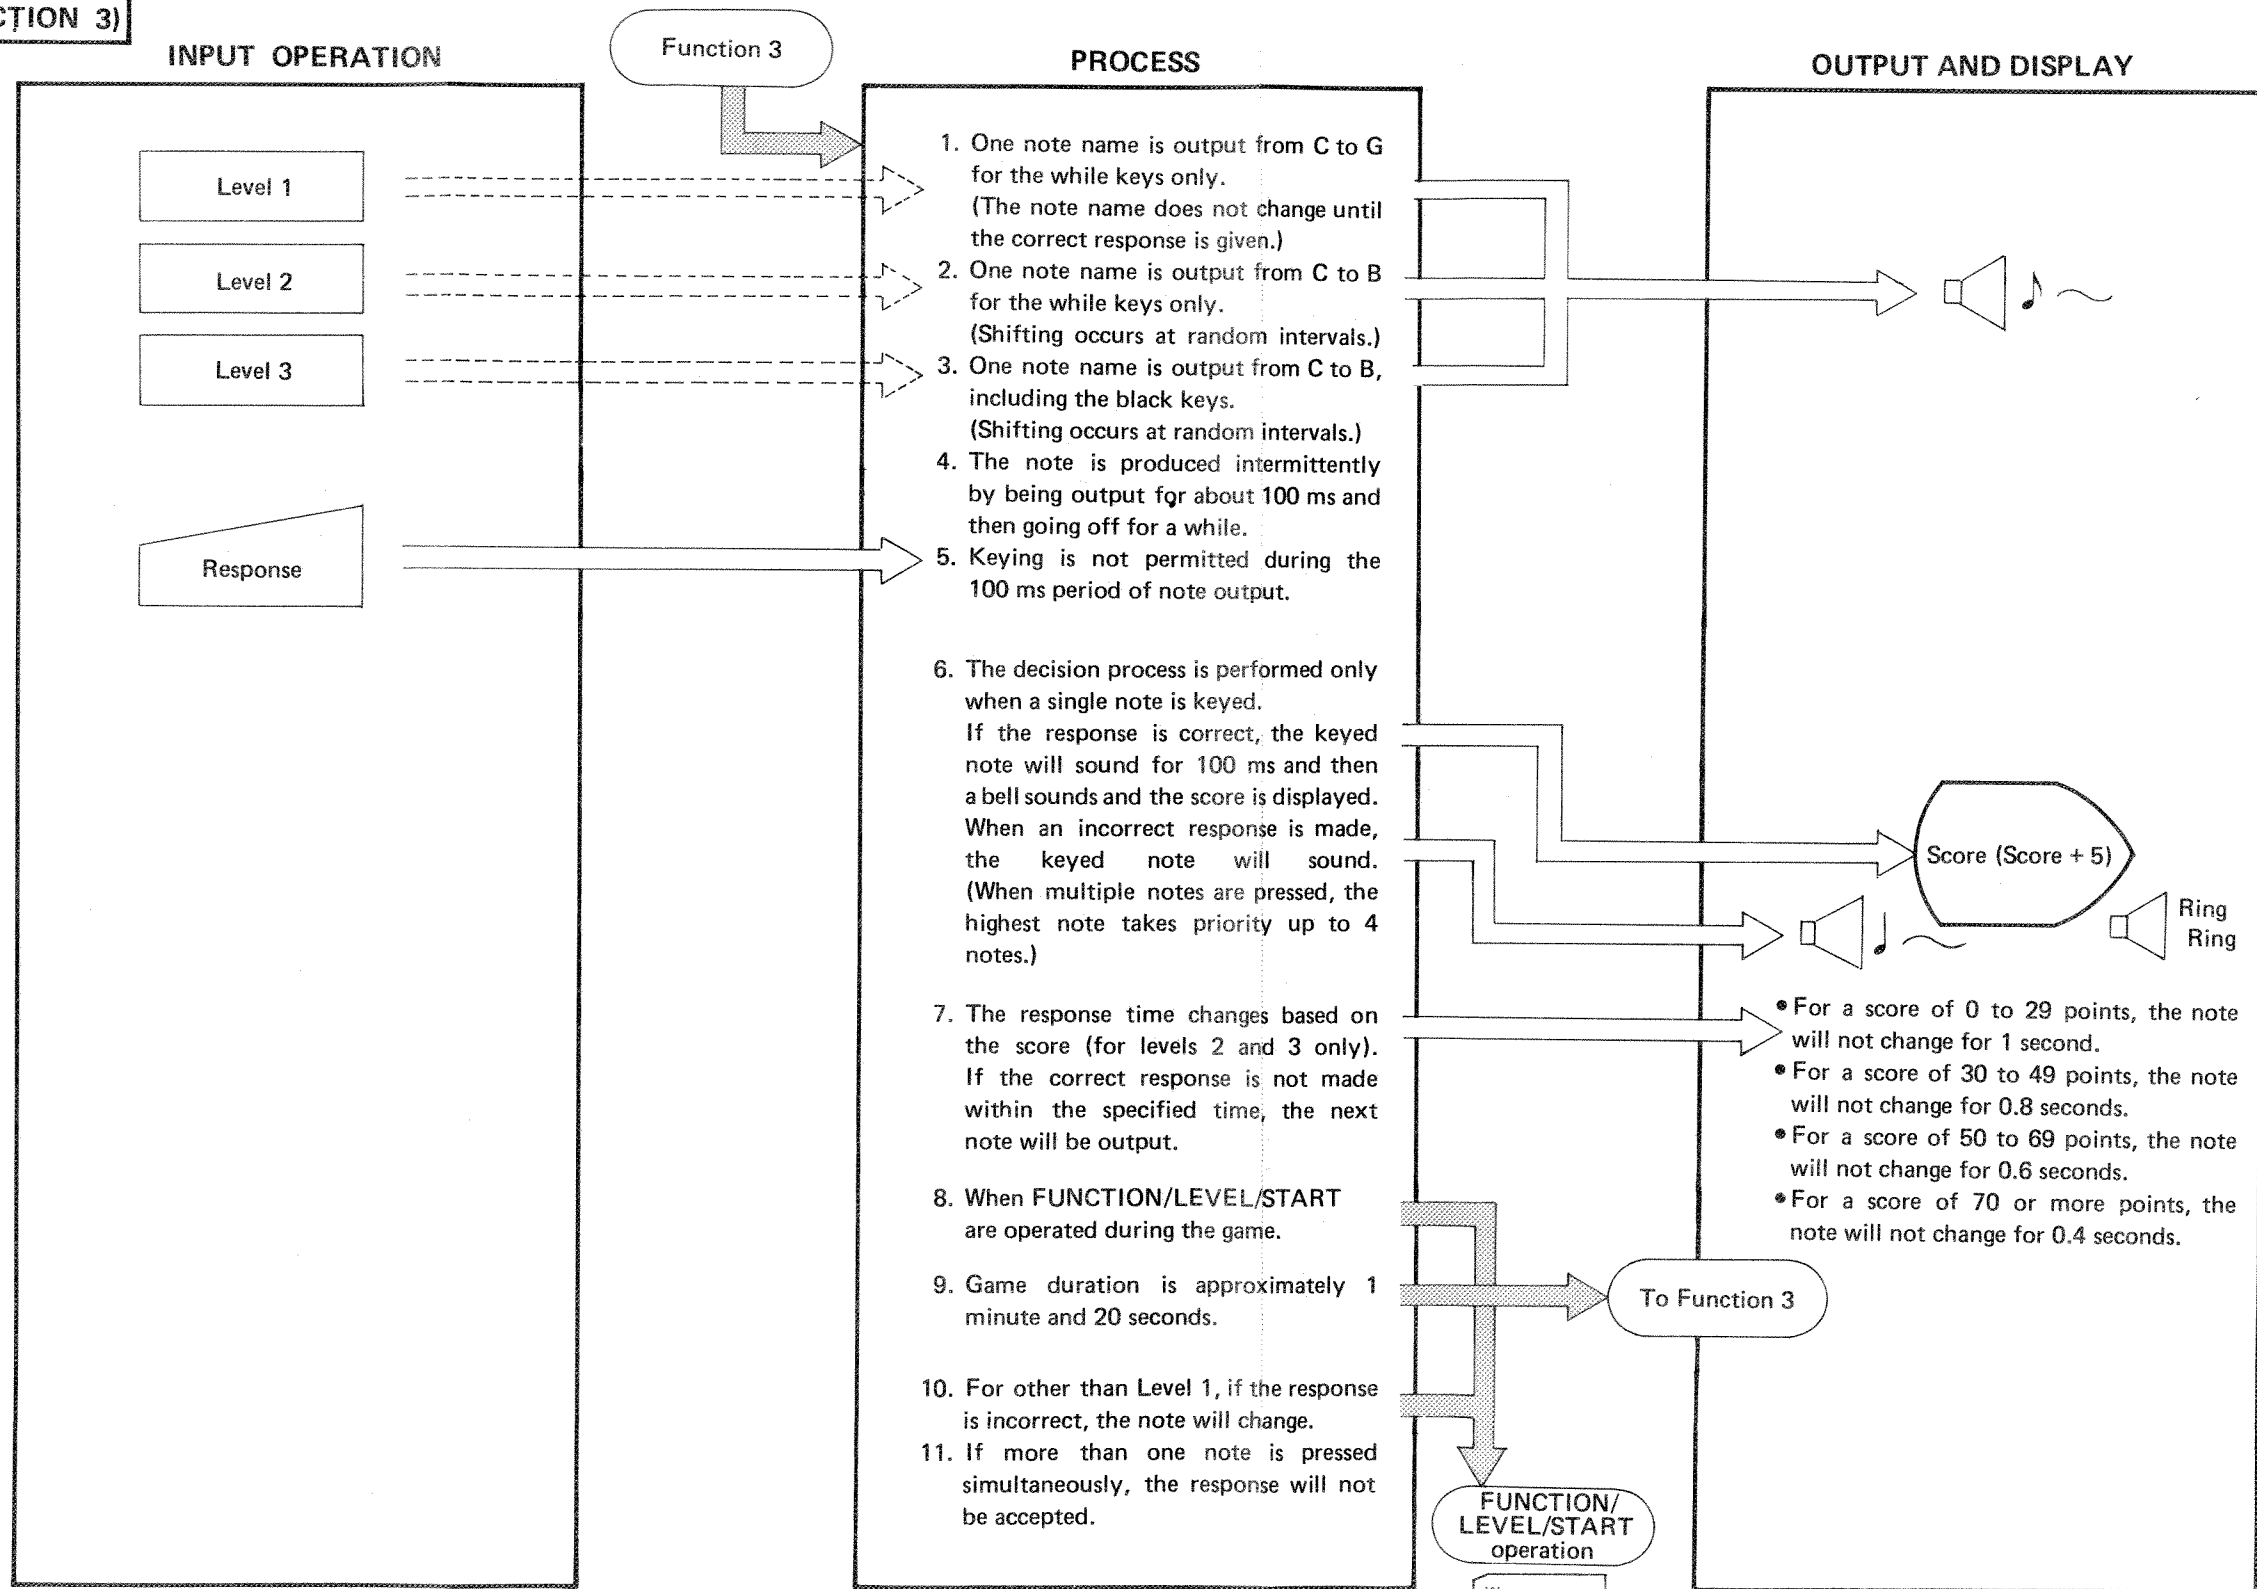 CTION 3)
INPUT OPERATION
Function 3
PROCESS
OUTPUT AND DISPLAY
Level 1
Level 2
Level 3
Response
1. One note name is output from C to G
for the while keys only.
(The note name does not change until
the correct response is given.)
2. One note name is output from C to B
for the while keys only.
(Shifting occurs at random intervals.)
3. One note name is output from C to B,
including the black keys.
(Shifting occurs at random intervals.)
4. The note is produced intermittently
by being output for about 100 ms and
then going off for a while.
5. Keying is not permitted during the
100 ms period of note output.
6. The decision process is performed only
when a single note is keyed.
If the response is correct, the keyed
note will sound for 100 ms and then
a bell sounds and the score is displayed.
When an incorrect response is made,
the keyed note will sound.
(When multiple notes are pressed, the
highest note takes priority up to 4
notes.)
7. The response time changes based on
the score (for levels 2 and 3 only).
If the correct response is not made
within the specified time, the next
note will be output.
8. When FUNCTION/LEVEL/START
are operated during the game.
9. Game duration is approximately 1
minute and 20 seconds.
10. For other than Level 1, if the response
is incorrect, the note will change.
11. If more than one note is pressed
simultaneously, the response will not
be accepted.
Score (Score + 5)
Ring
Ring
• For a score of 0 to 29 points, the note
will not change for 1 second.
• For a score of 30 to 49 points, the note
will not change for 0.8 seconds.
• For a score of 50 to 69 points, the note
will not change for 0.6 seconds.
• For a score of 70 or more points, the
note will not change for 0.4 seconds.
To Function 3
FUNCTION/
LEVEL/START
operation